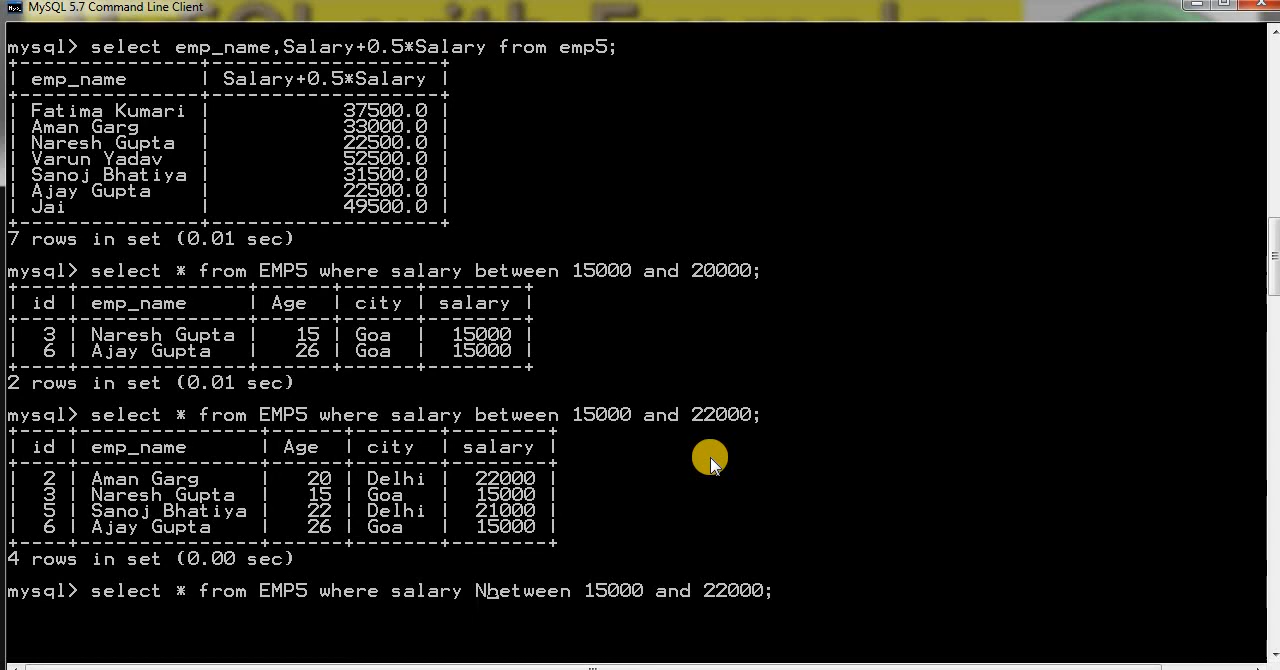 MySQL 5.7 Command Line Client
mysql> select emp_name,Salary+0.5*Salary from emp5;
+----------------+-------------------+
| emp_name | Salary+0.5*Salary |
+----------------+-------------------+
| Fatima Kumari | 37500.0 |
| Aman Garg | 33000.0 |
| Naresh Gupta | 22500.0 |
| Varun Yadav | 52500.0 |
| Sanoj Bhatiya | 31500.0 |
| Ajay Gupta | 22500.0 |
| Jai | 49500.0 |
+----------------+-------------------+
7 rows in set (0.01 sec)
mysql> select * from EMP5 where salary between 15000 and 20000;
+----+--------------+------+------+--------+
| id | emp_name | Age | city | salary |
+----+--------------+------+------+--------+
| 3 | Naresh Gupta | 15 | Goa | 15000 |
| 6 | Ajay Gupta | 26 | Goa | 15000 |
+----+--------------+------+------+--------+
2 rows in set (0.01 sec)
mysql> select * from EMP5 where salary between 15000 and 22000;
+----+---------------+------+-------+--------+
| id | emp_name | Age | city | salary |
+----+---------------+------+-------+--------+
| 2 | Aman Garg | 20 | Delhi | 22000 |
| 3 | Naresh Gupta | 15 | Goa | 15000 |
| 5 | Sanoj Bhatiya | 22 | Delhi | 21000 |
| 6 | Ajay Gupta | 26 | Goa | 15000 |
+----+---------------+------+-------+--------+
4 rows in set (0.00 sec)
mysql> select * from EMP5 where salary Nbetween 15000 and 22000;